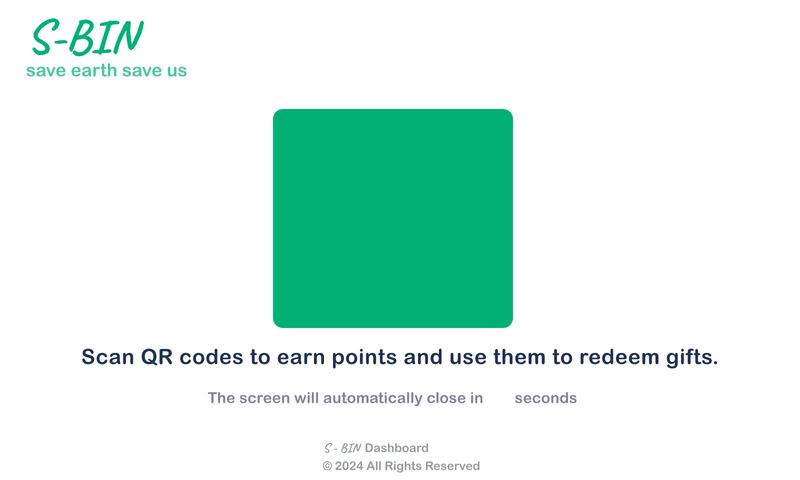 S-BIN
save earth save us
Scan QR codes to earn points and use them to redeem gifts.
The screen will automatically close in seconds
S - BIN Dashboard
© 2024 All Rights Reserved